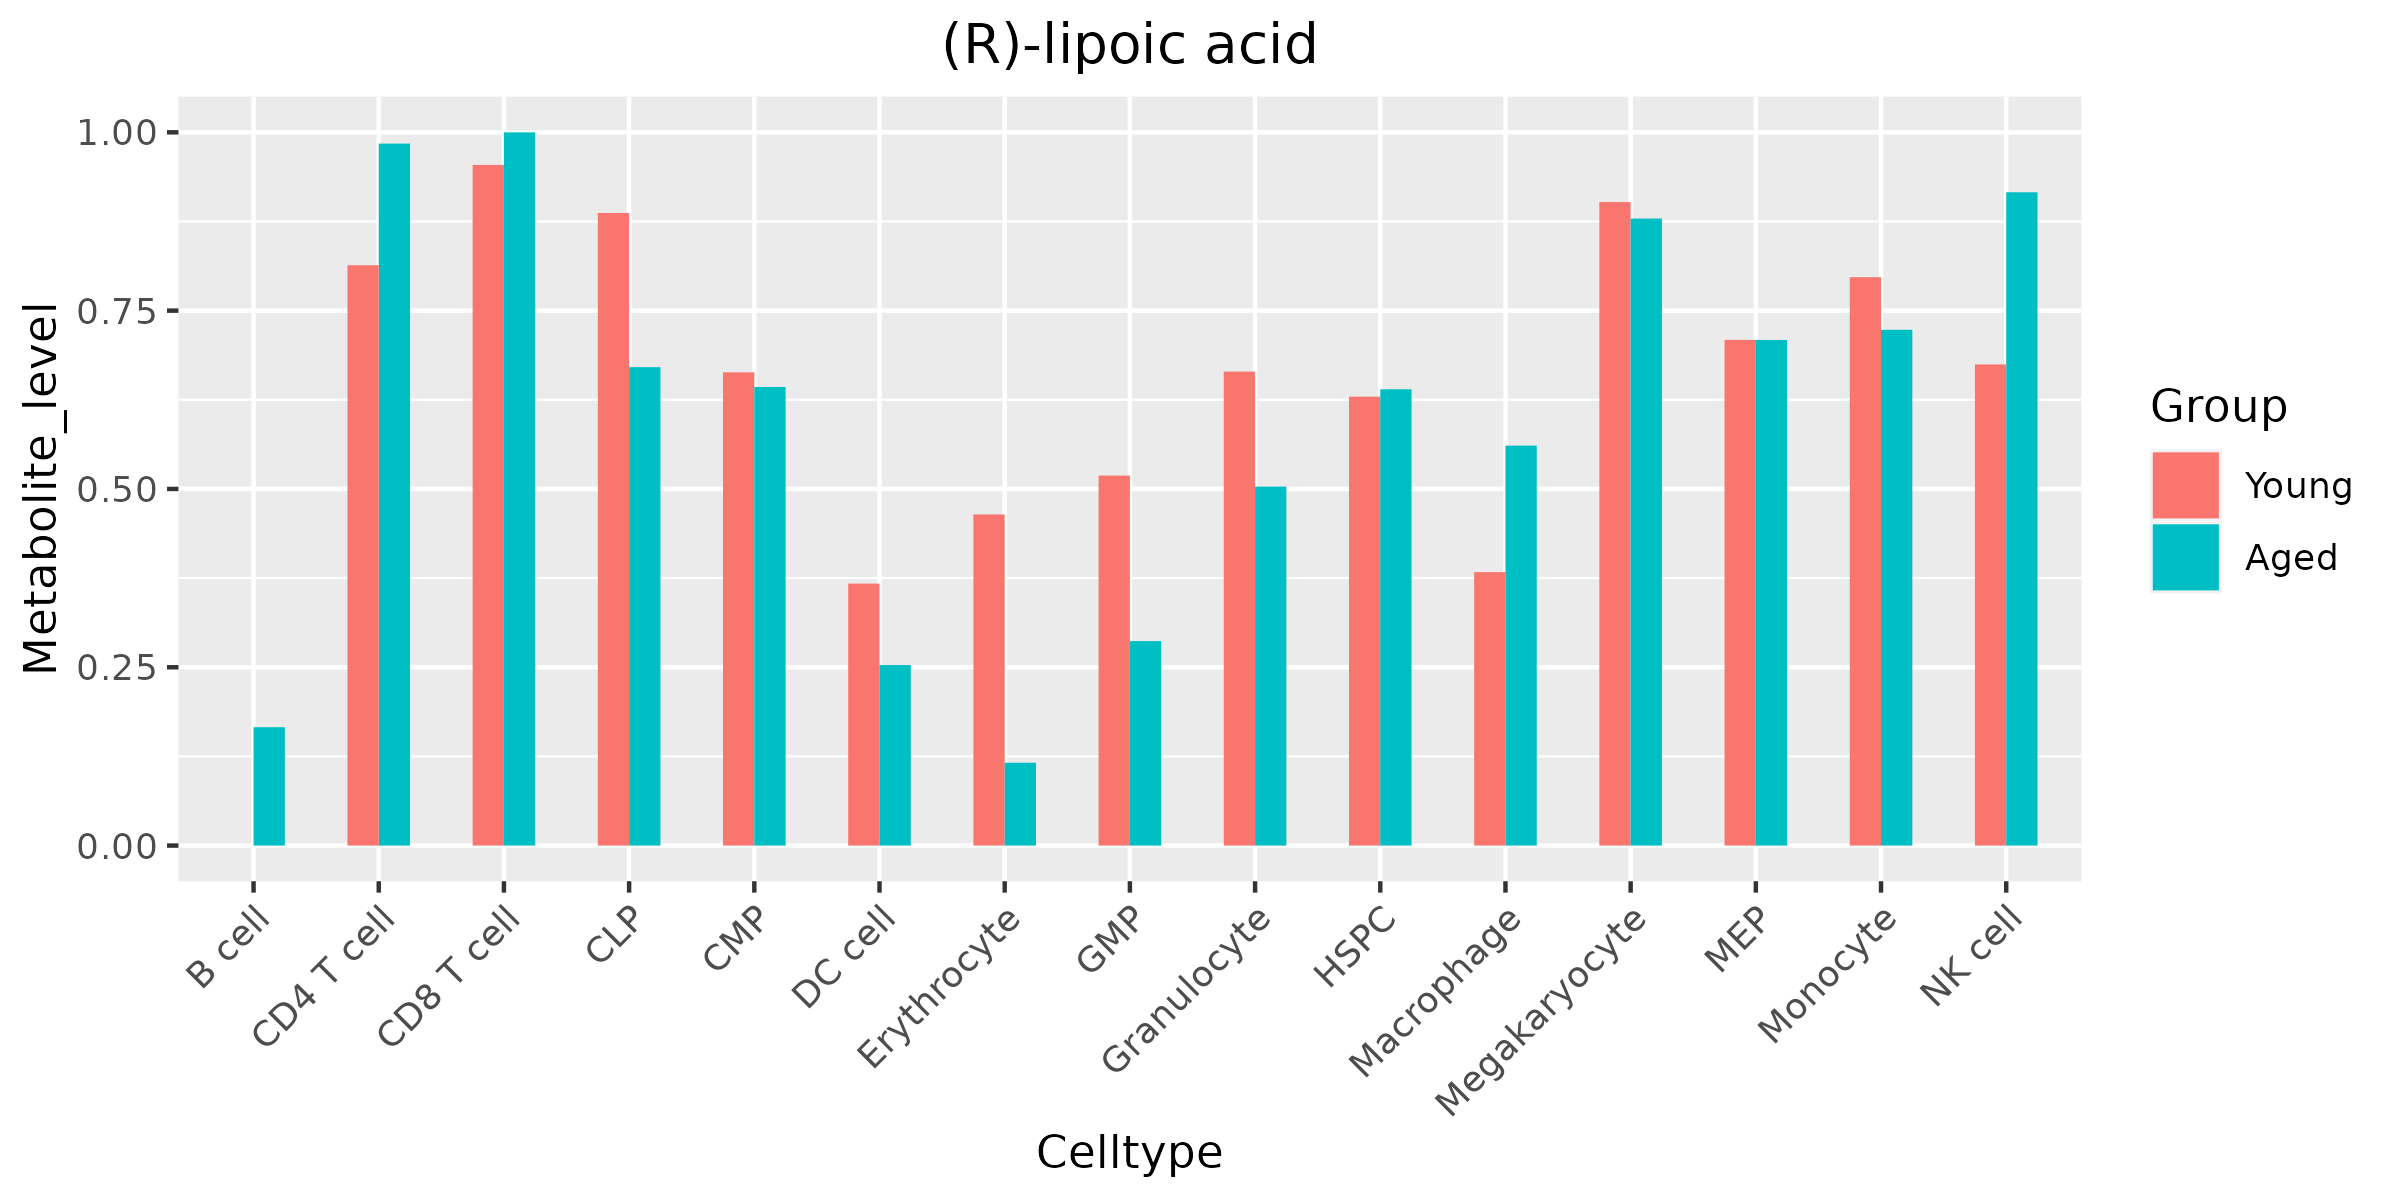 (R)-lipoic acid
Metabolite_level
1.00
0.75
0.50
0.25
0.00
B cell
CD4 T cell
CD8 T cell
CLP
CMP
DC cell
Erythrocyte
GMP
Granulocyte
HSPC
Macrophage
Megakaryocyte
MEP
Monocyte
NK cell
Celltype
Group
Young
Aged